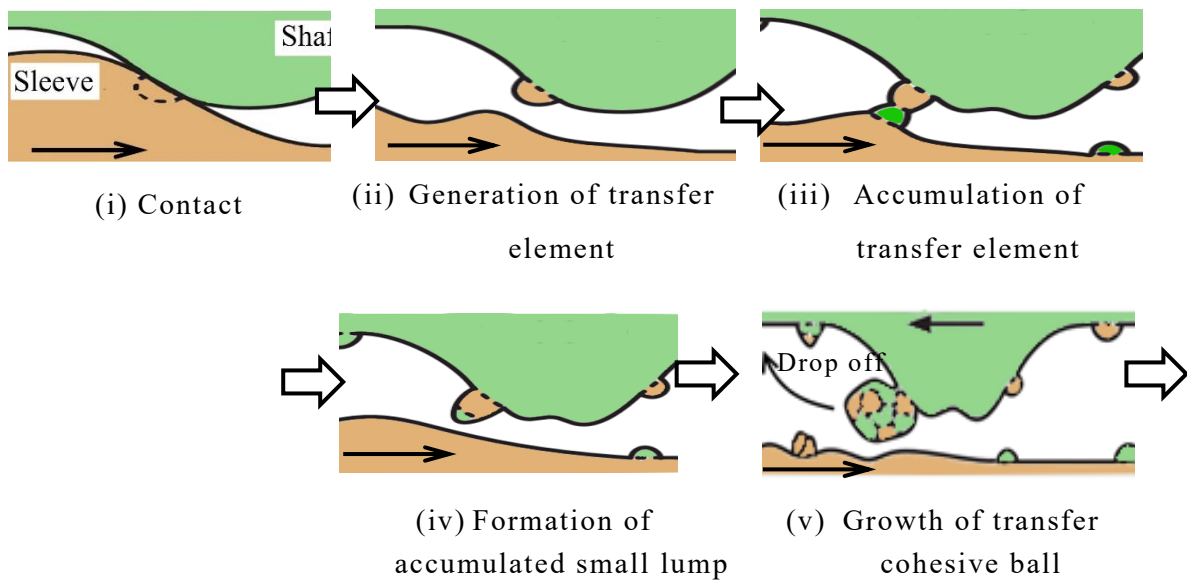 Shaf
Sleeve
(i) Contact
(ii) Generation of transfer
element
(iii) Accumulation of
transfer element
Drop off
(iv) Formation of
accumulated small lump
(v) Growth of transfer
cohesive ball